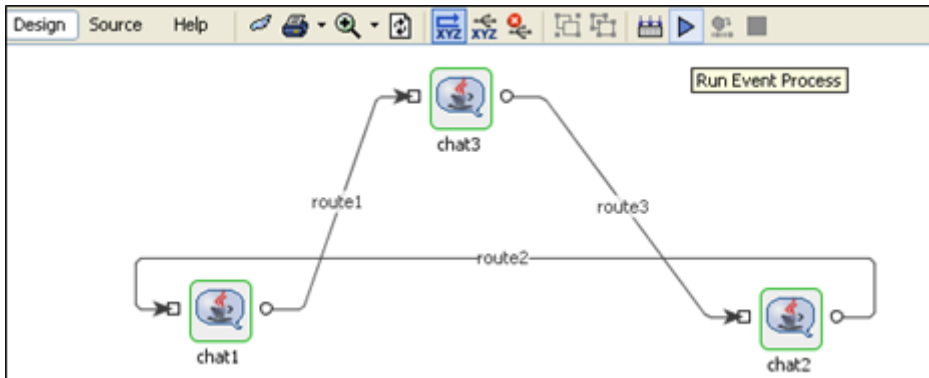 Design Source Help XYZ XYZ
Run Event Process
chat3
route1
route3
route2
chat1
chat2